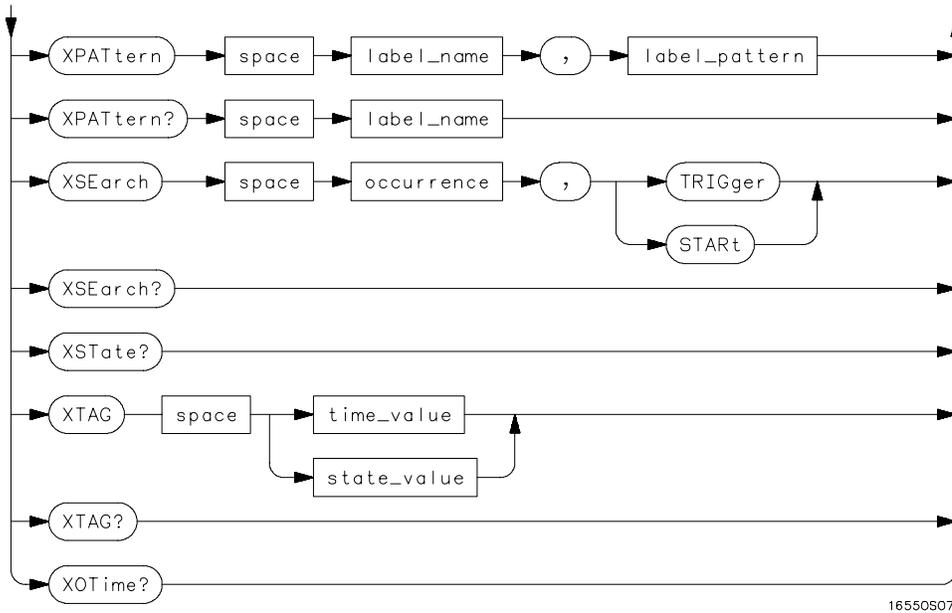 XPATtern space label_name , label_pattern
XPATtern? space label_name
XSEarch space occurrence , TRIGger
STARt
XSEarch?
XSTate?
XTAG space time_value
state_value
XTAG?
XOTime?
16550S07